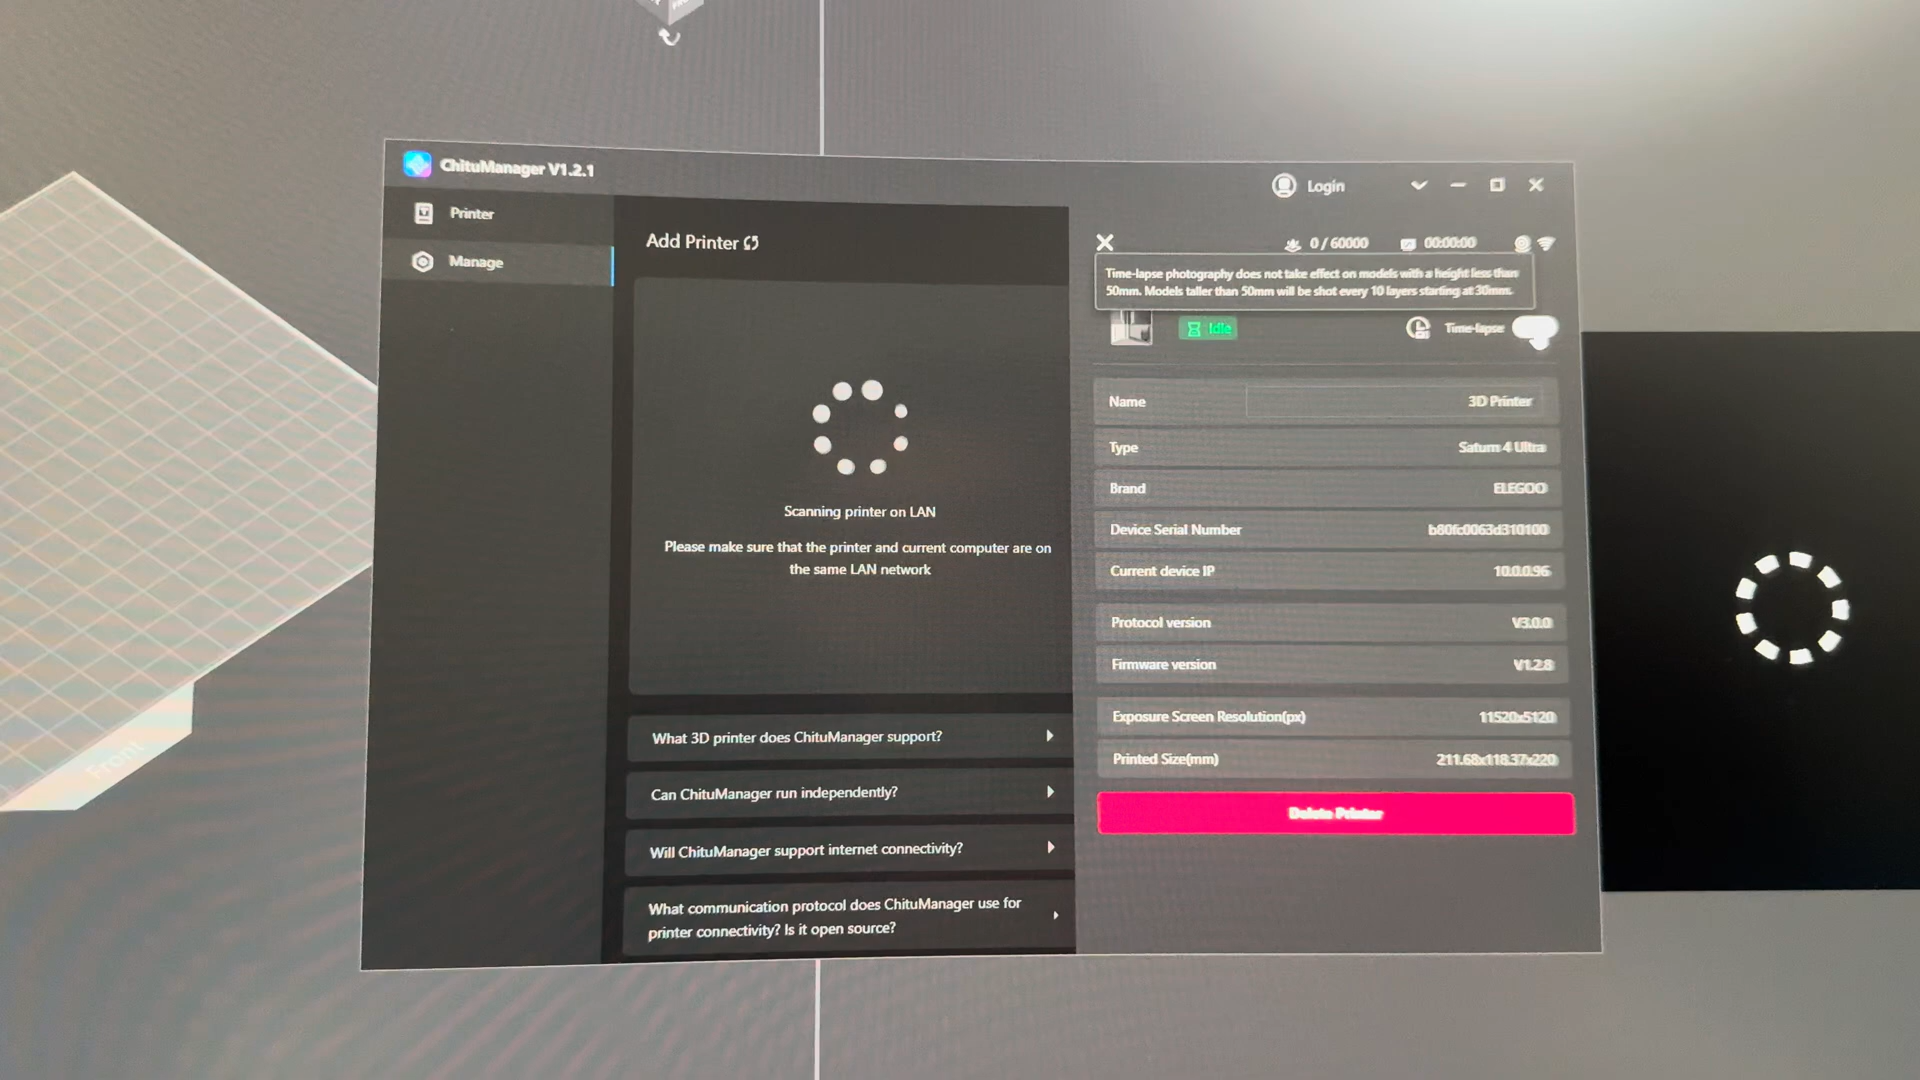 ChituManager V1.2.1
Login
Printer
Manage
Add Printer
Scanning printer on LAN
Please make sure that the printer and current computer are on
the same LAN network
What 3D printer does ChituManager support?
Can ChituManager run independently?
Will ChituManager support internet connectivity?
What communication protocol does ChituManager use for
printer connectivity? Is it open source?
0 / 60000
00:00:00
Time-lapse photography does not take effect on models with a height less than
50mm. Models taller than 50mm will be shot every 10 layers starting at 30mm.
Idle
Time-lapse
Name 3D Printer
Type Saturn 4 Ultra
Brand ELEGOO
Device Serial Number b80fc0063d310100
Current device IP 10.0.0.96
Protocol version V3.0.0
Firmware version V1.2.8
Exposure Screen Resolution(px) 11520x5120
Printed Size(mm) 211.68x118.37x220
Delete Printer
Front